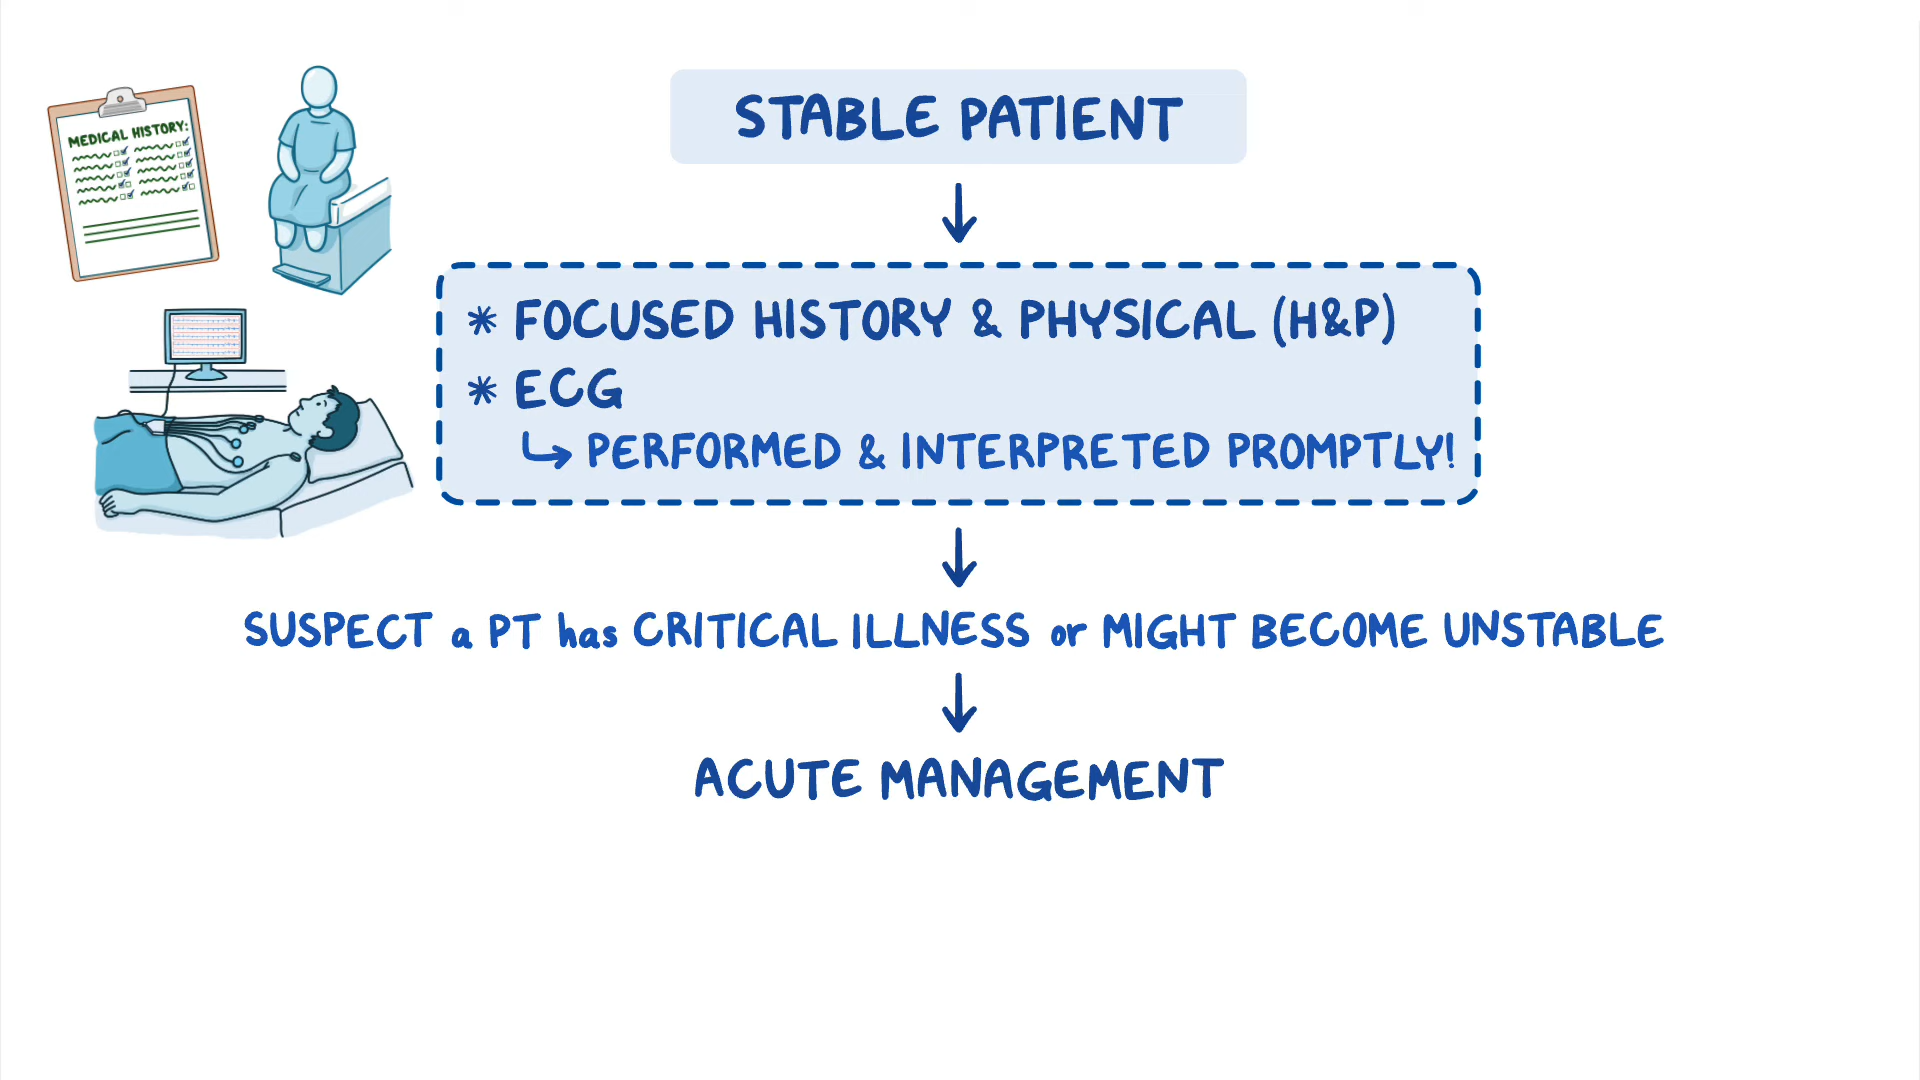 MEDICAL HISTORY:
STABLE PATIENT
* FOCUSED HISTORY & PHYSICAL (H&P)
* ECG
↳ PERFORMED & INTERPRETED PROMPTLY!
SUSPECT a PT has CRITICAL ILLNESS or MIGHT BECOME UNSTABLE
ACUTE MANAGEMENT